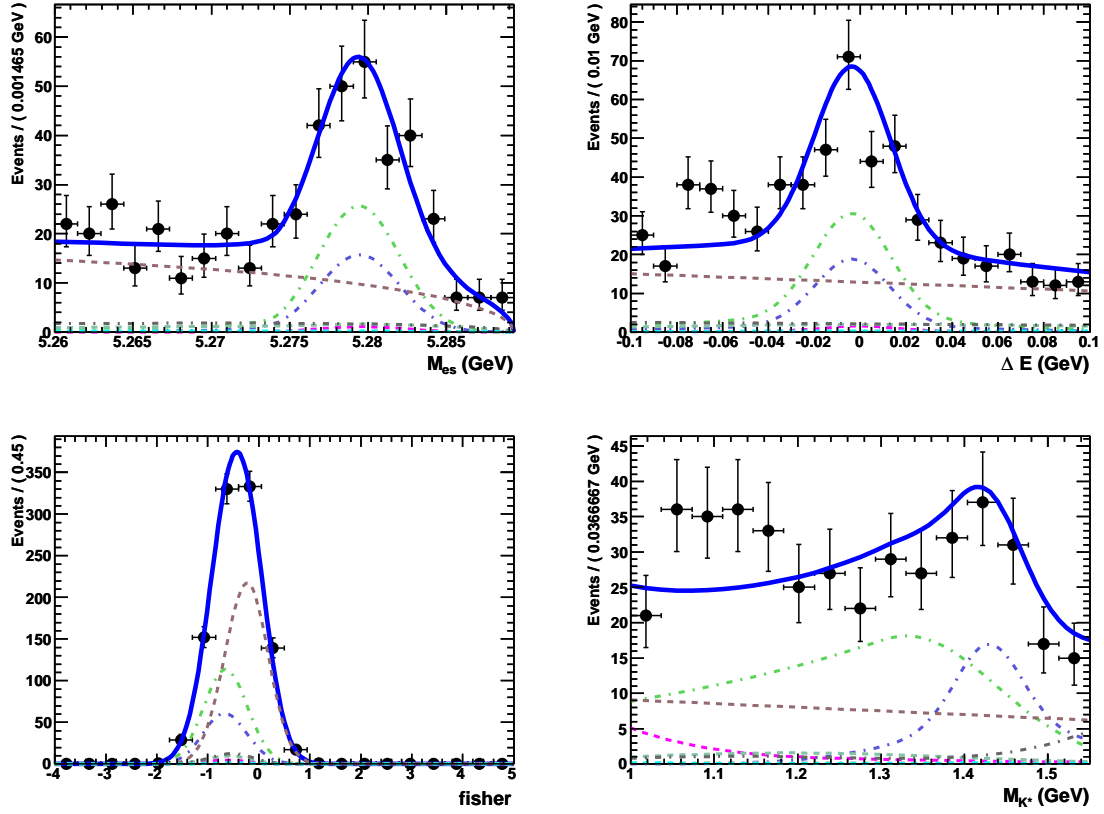 Events / ( 0.001465 GeV )
60
50
40
30
20
10
0
5.26 5.265 5.27 5.275 5.28 5.285
Mes (GeV)
Events / ( 0.01 GeV )
80
70
60
50
40
30
20
10
0
-0.1 -0.08 -0.06 -0.04 -0.02 0 0.02 0.04 0.06 0.08 0.1
Δ E (GeV)
Events / ( 0.45 )
350
300
250
200
150
100
50
0
-4 -3 -2 -1 0 1 2 3 4 5
fisher
Events / ( 0.0366667 GeV )
45
40
35
30
25
20
15
10
5
0
1 1.1 1.2 1.3 1.4 1.5
MK* (GeV)